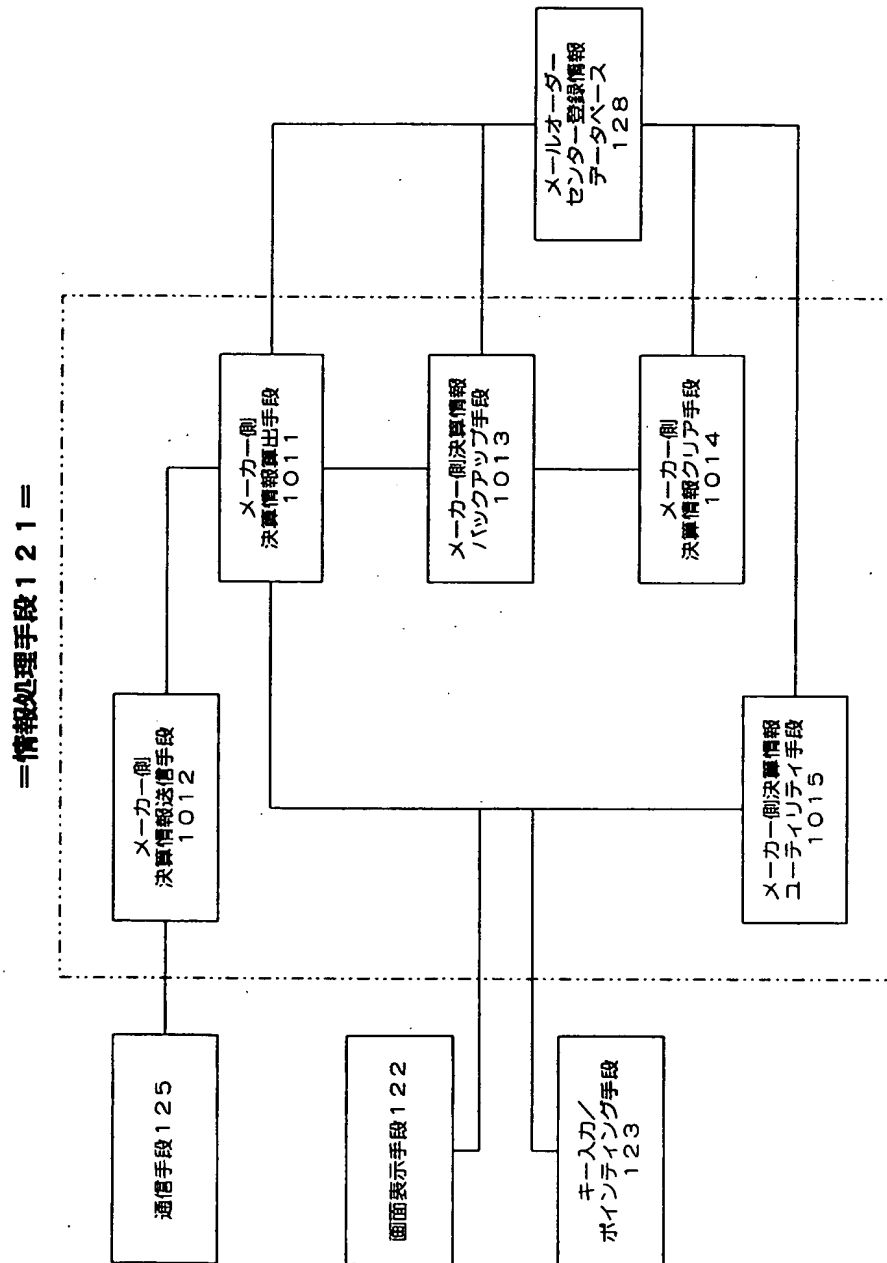 =情報処理手段121=
通信手段125
メーカー側
決算情報送信手段
1012
メーカー側
決算情報算出手段
1011
画面表示手段122
メーカー側決算情報
バックアップ手段
1013
メールオーダー
センター登録情報
データベース
128
キー入力/
ポインティング手段
123
メーカー側
決算情報クリア手段
1014
メーカー側決算情報
ユーティリティ手段
1015